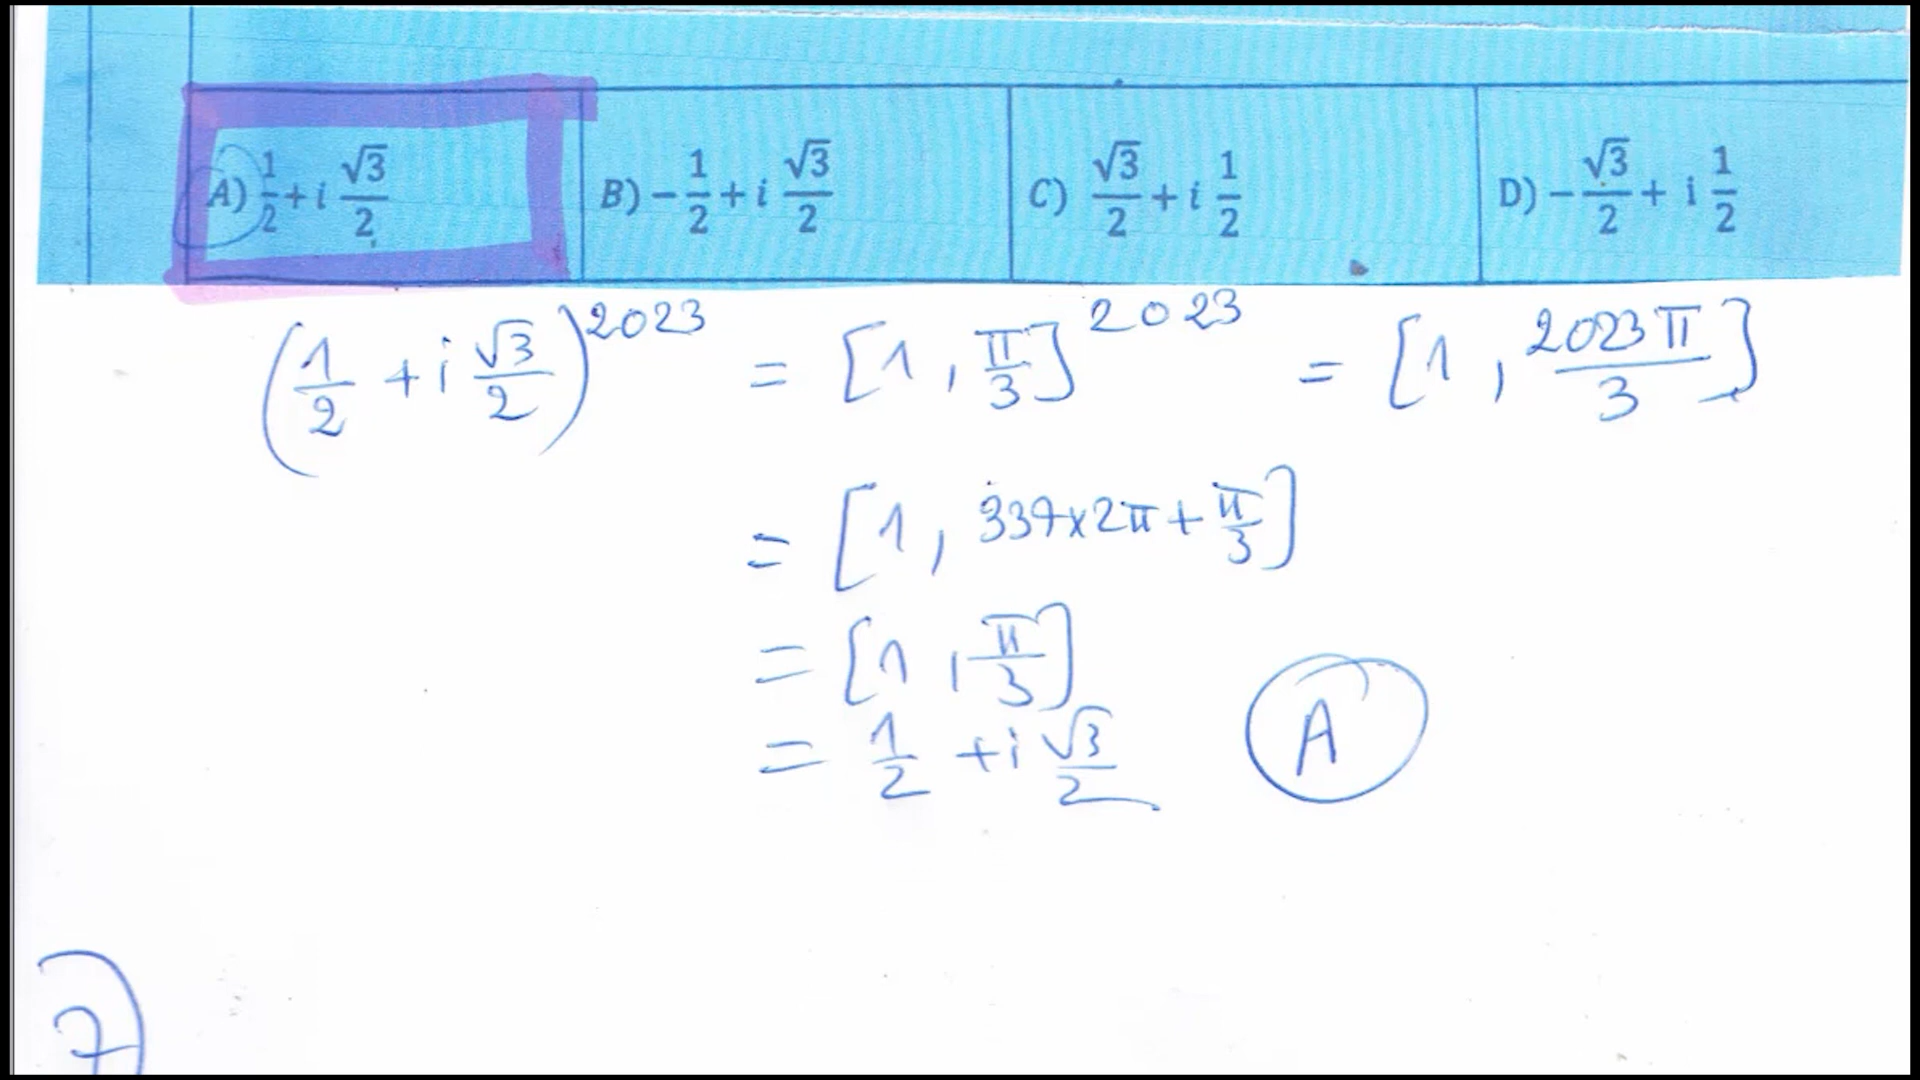 A) 1/2 + i √3/2 B) −1/2 + i √3/2 C) √3/2 + i 1/2 D) −√3/2 + i 1/2
(1/2 + i √3/2)^2023 = [1, π/3]^2023 = [1, 2023π/3]
= [1, 337×2π + π/3]
= [1, π/3]
= 1/2 + i √3/2 A
7)